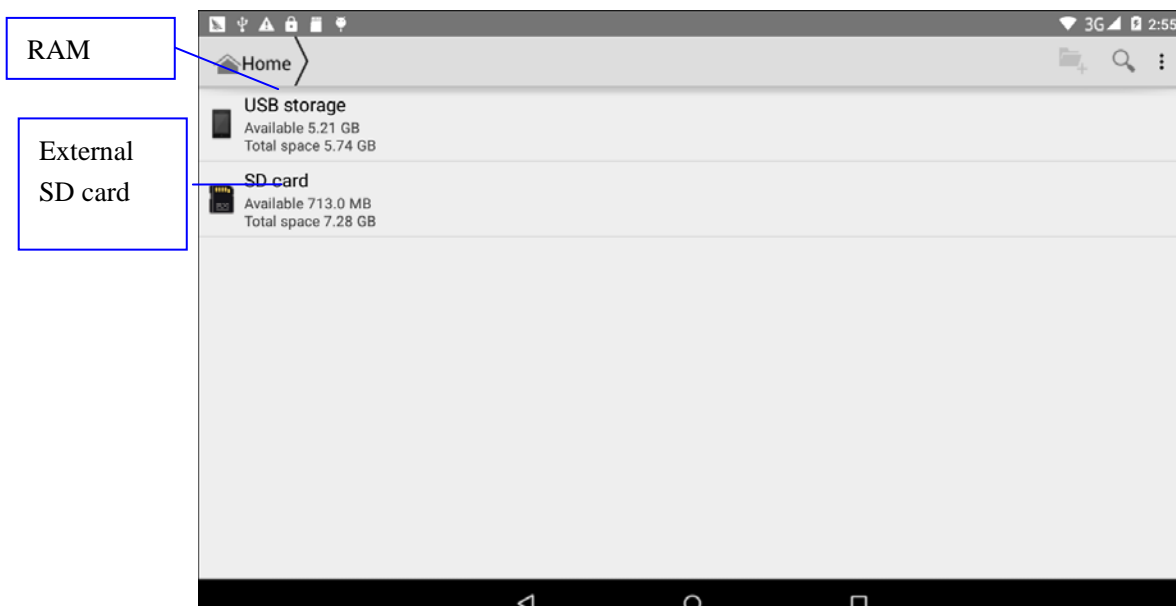 RAM
External
SD card
3G 2:55
Home
USB storage
Available 5.21 GB
Total space 5.74 GB
SD card
Available 713.0 MB
Total space 7.28 GB